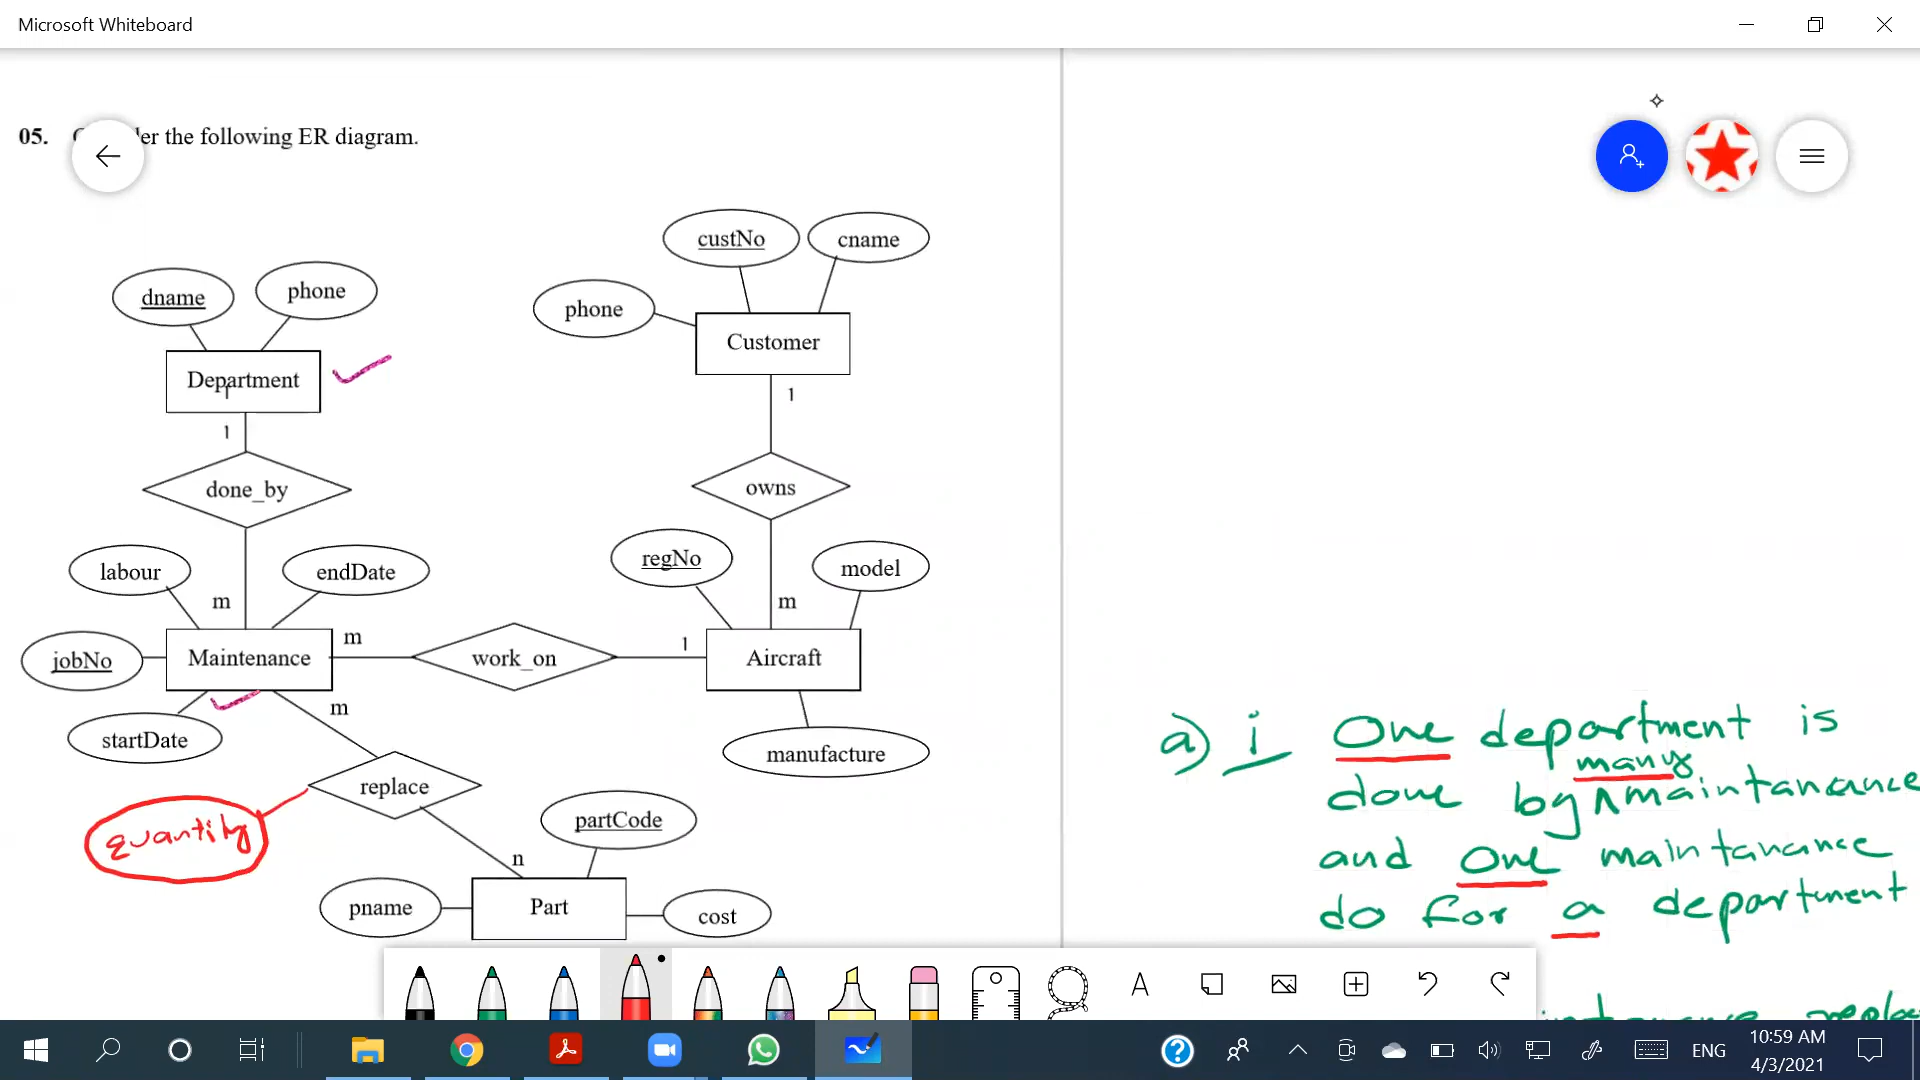 Microsoft Whiteboard
05.
er the following ER diagram.
custNo
cname
dname
phone
phone
Customer
Department
1
1
1
done_by
owns
regNo
model
labour
endDate
m
m
m
1
jobNo
Maintenance
work_on
Aircraft
m
startDate
manufacture
replace
partCode
quantity
n
pname
Part
cost
a) i One department is
many
done by ∧ maintanance
and One maintanance
do for a department
replac
A
?
ENG
10:59 AM
4/3/2021